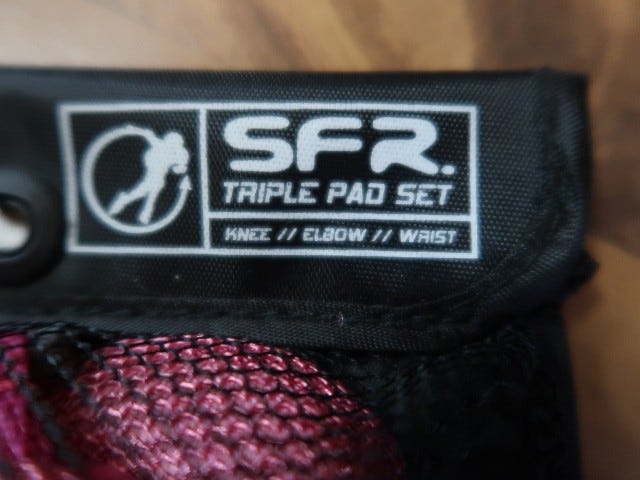 SFR.
TRIPLE PAD SET
KNEE // ELBOW // WRIST